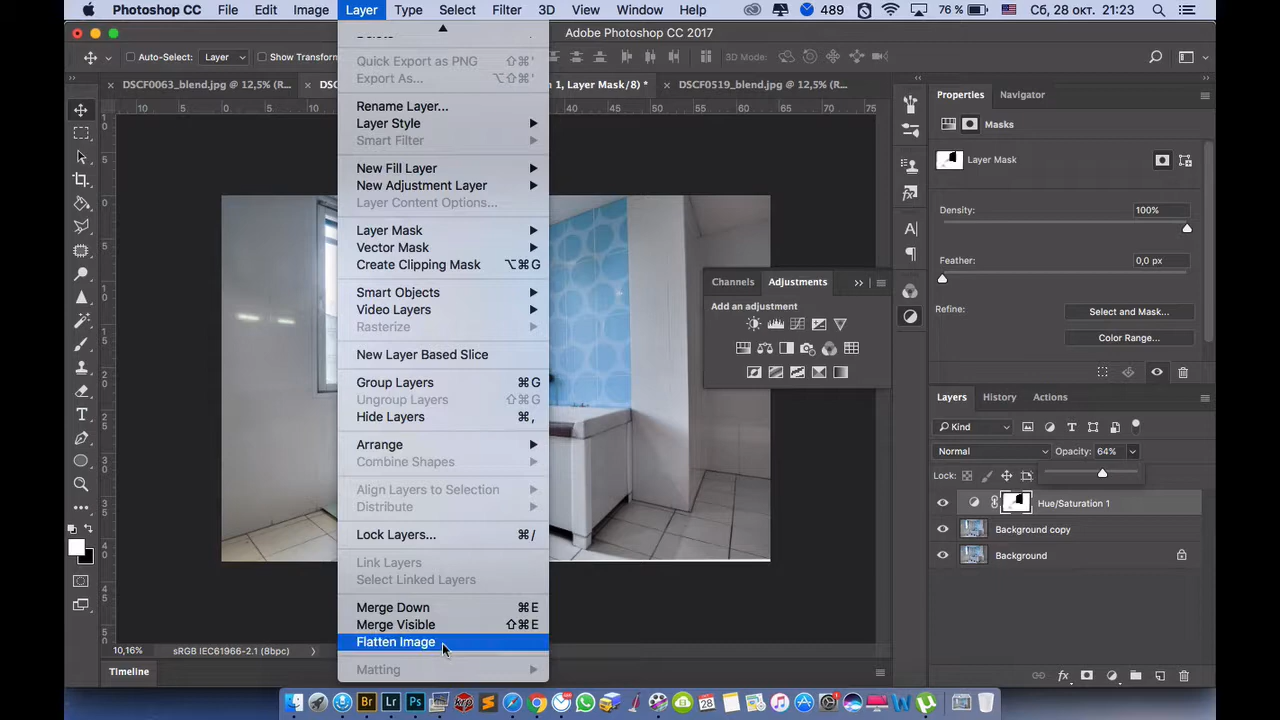 Photoshop CC File Edit Image Layer Type Select Filter 3D View Window Help 489 76 % Сб, 28 окт. 21:23
Adobe Photoshop CC 2017
Auto-Select: Layer Show Transform 3D Mode:
DSCF0063_blend.jpg @ 12,5% (R... 1, Layer Mask/8) * DSCF0519_blend.jpg @ 12,5% (R...
Quick Export as PNG ⇧⌘'
Export As... ⌥⇧⌘'
Rename Layer...
Layer Style
Smart Filter
New Fill Layer
New Adjustment Layer
Layer Content Options...
Layer Mask
Vector Mask
Create Clipping Mask ⌥⌘G
Smart Objects
Video Layers
Rasterize
New Layer Based Slice
Group Layers ⌘G
Ungroup Layers ⇧⌘G
Hide Layers ⌘,
Arrange
Combine Shapes
Align Layers to Selection
Distribute
Lock Layers... ⌘/
Link Layers
Select Linked Layers
Merge Down ⌘E
Merge Visible ⇧⌘E
Flatten Image
Matting
Channels Adjustments
Add an adjustment
Properties Navigator
Masks
Layer Mask
Density: 100%
Feather: 0,0 px
Refine: Select and Mask...
Color Range...
Layers History Actions
Kind
Normal Opacity: 64%
Lock:
Hue/Saturation 1
Background copy
Background
10,16% sRGB IEC61966-2.1 (8bpc)
Timeline